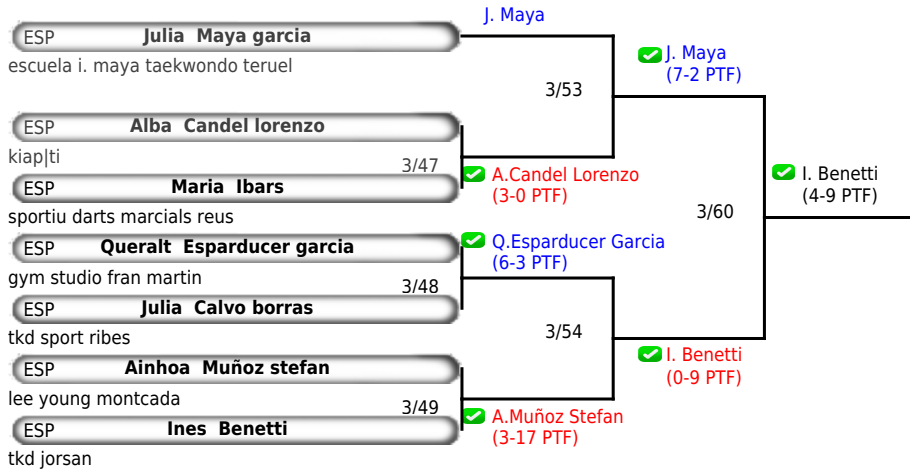 J. Maya
ESP Julia Maya garcia
escuela i. maya taekwondo teruel
J. Maya
(7-2 PTF)
3/53
ESP Alba Candel lorenzo
kiap|ti
3/47
A.Candel Lorenzo
(3-0 PTF)
ESP Maria Ibars
sportiu darts marcials reus
I. Benetti
(4-9 PTF)
3/60
ESP Queralt Esparducer garcia
Q.Esparducer Garcia
(6-3 PTF)
gym studio fran martin
3/48
ESP Julia Calvo borras
tkd sport ribes
3/54
I. Benetti
(0-9 PTF)
ESP Ainhoa Muñoz stefan
lee young montcada
3/49
A.Muñoz Stefan
(3-17 PTF)
ESP Ines Benetti
tkd jorsan